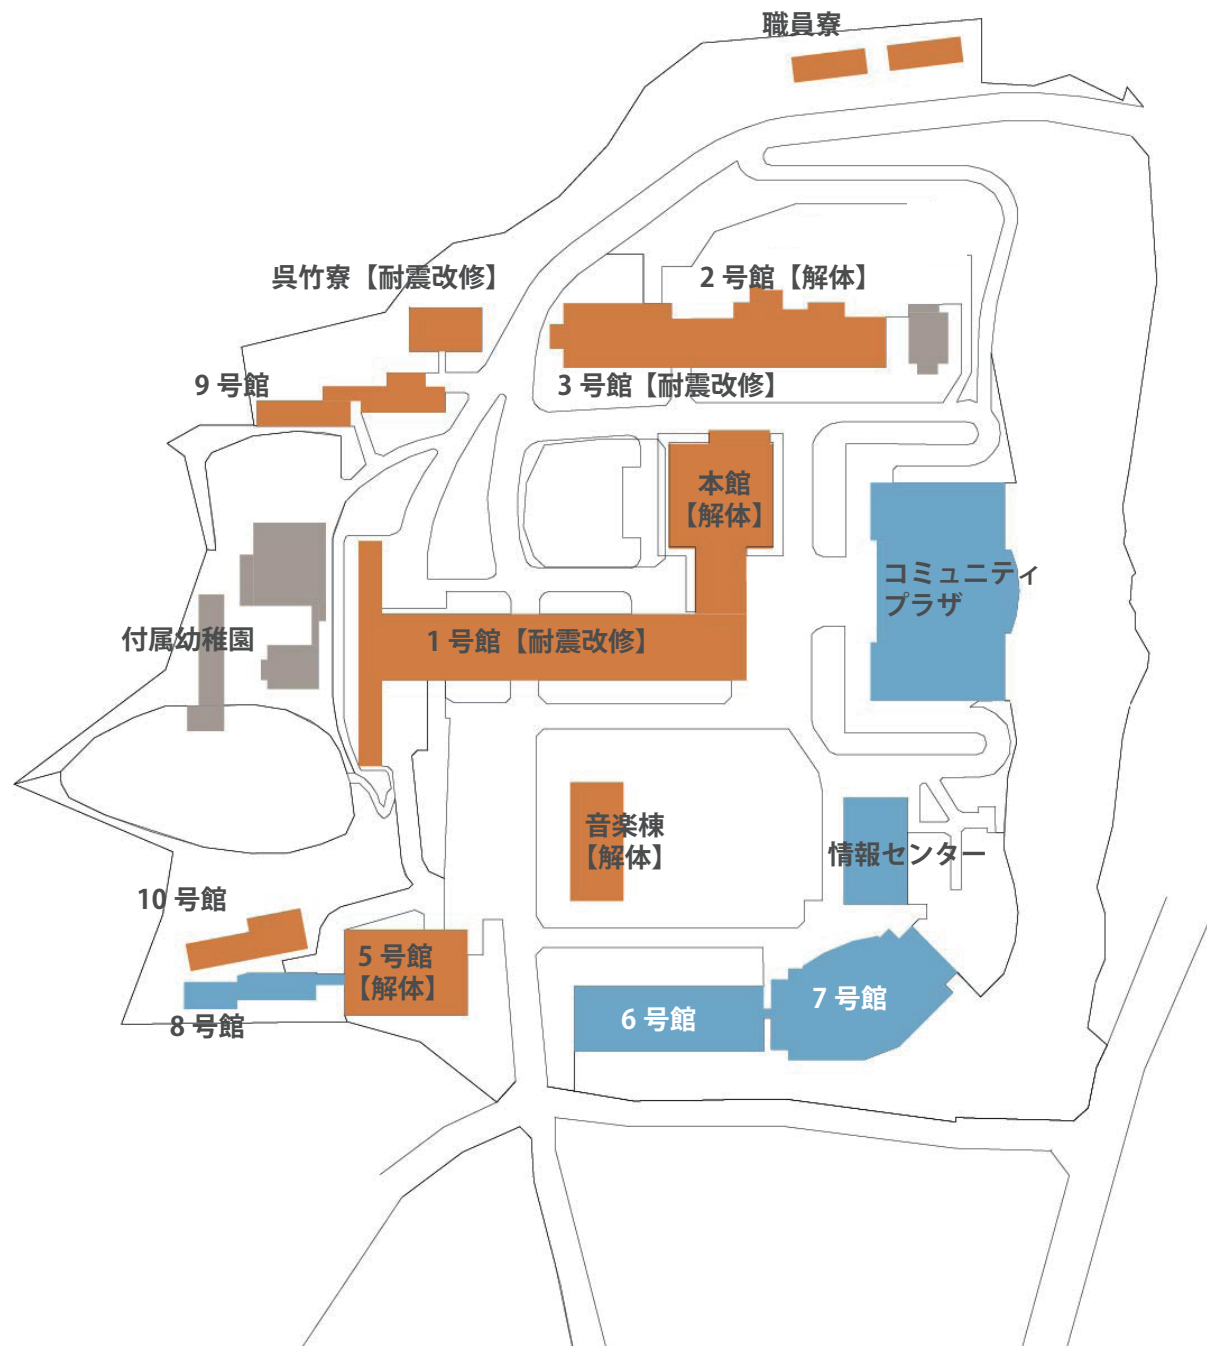 職員寮
呉竹寮【耐震改修】
2 号館【解体】
9 号館
3 号館【耐震改修】
本館
【解体】
コミュニティ
プラザ
付属幼稚園
1 号館【耐震改修】
音楽棟
【解体】
情報センター
10 号館
5 号館
【解体】
8 号館
6 号館
7 号館